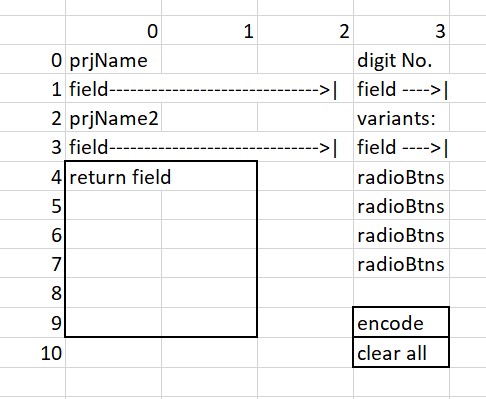 0 1 2 3
0 prjName digit No.
1 field----------------------------->| field ---->|
2 prjName2 variants:
3 field----------------------------->| field ---->|
4 return field radioBtns
5 radioBtns
6 radioBtns
7 radioBtns
8
9 encode
10 clear all